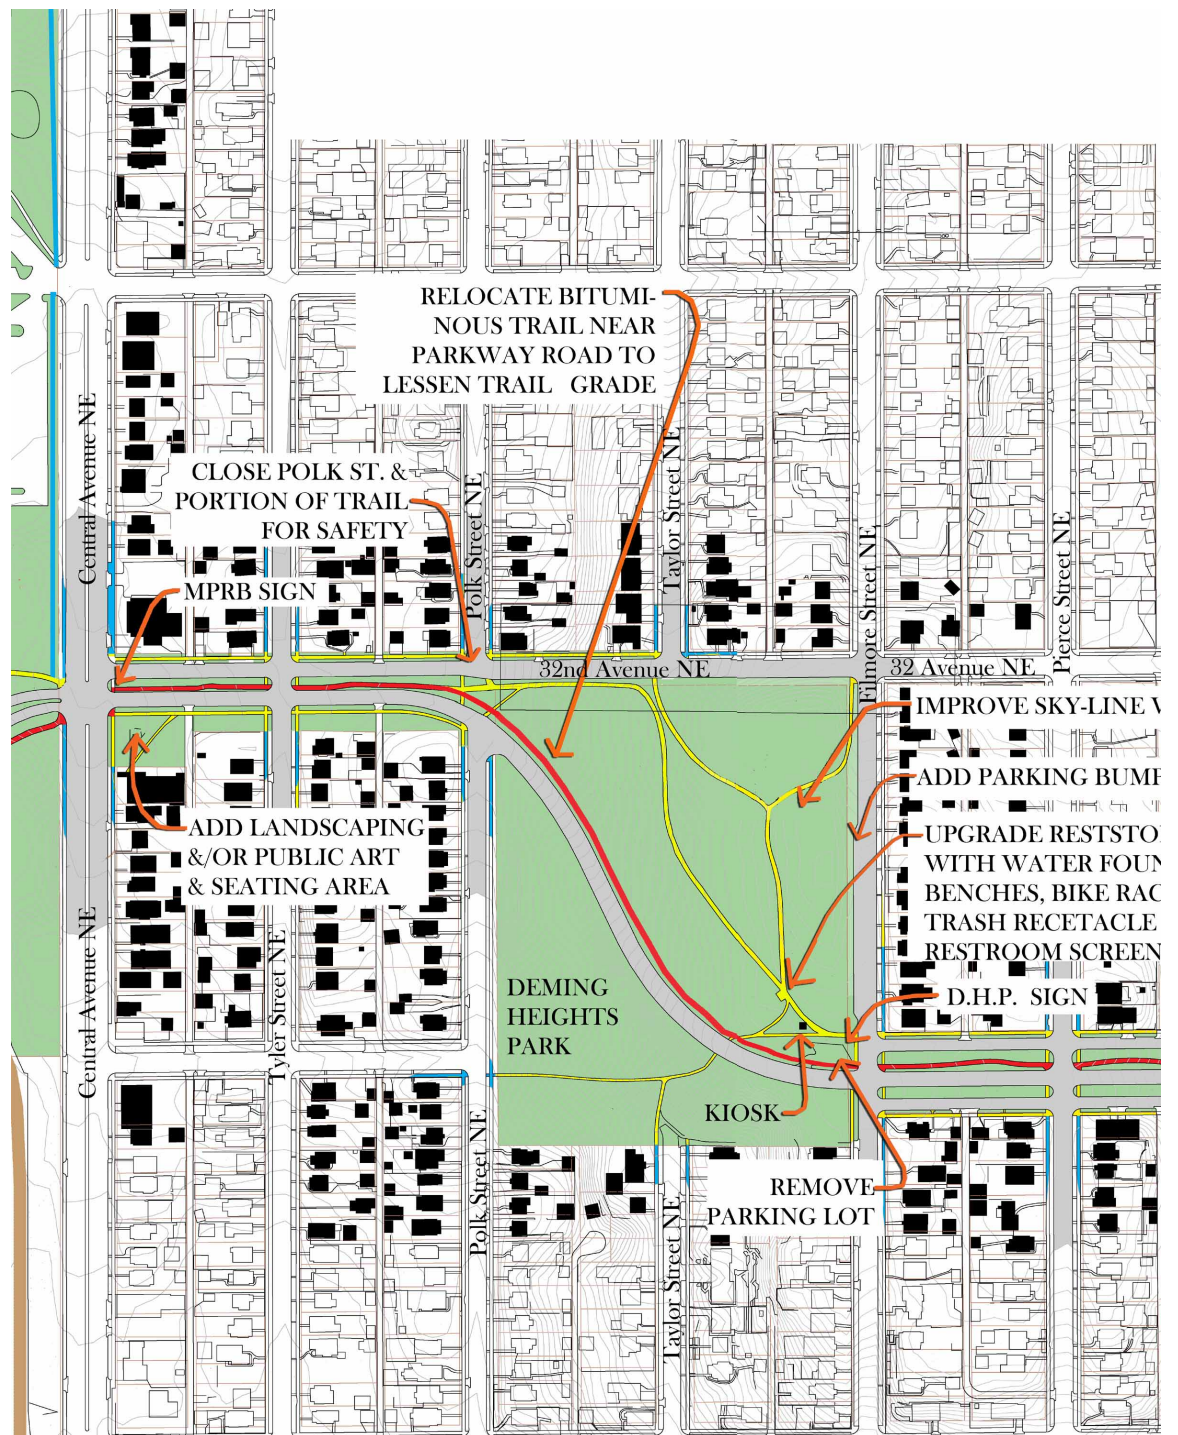 RELOCATE BITUMI-
NOUS TRAIL NEAR
PARKWAY ROAD TO
LESSEN TRAIL GRADE
Central Avenue NE
CLOSE POLK ST. &
PORTION OF TRAIL
FOR SAFETY
Polk Street NE
Taylor Street NE
Filmore Street NE
Pierce Street NE
MPRB SIGN
32nd Avenue NE
32 Avenue NE
IMPROVE SKY-LINE
ADD PARKING
ADD LANDSCAPING
&/OR PUBLIC ART
& SEATING AREA
UPGRADE
WITH WATER
BENCHES, BIKE
TRASH RECETACLE
RESTROOM SCREEN
Central Avenue NE
Tyler Street NE
DEMING
HEIGHTS
PARK
D.H.P. SIGN
KIOSK
Polk Street NE
Taylor Street NE
REMOVE
PARKING LOT